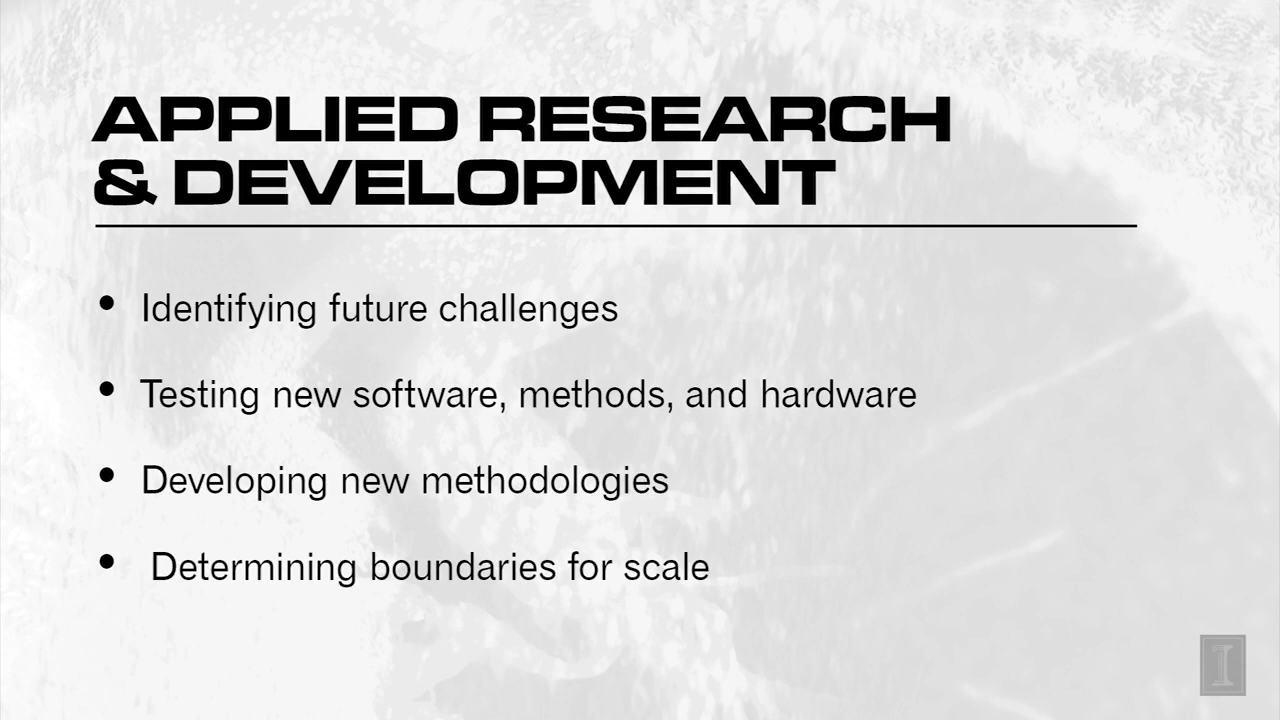 APPLIED RESEARCH
& DEVELOPMENT
• Identifying future challenges
• Testing new software, methods, and hardware
• Developing new methodologies
• Determining boundaries for scale
I